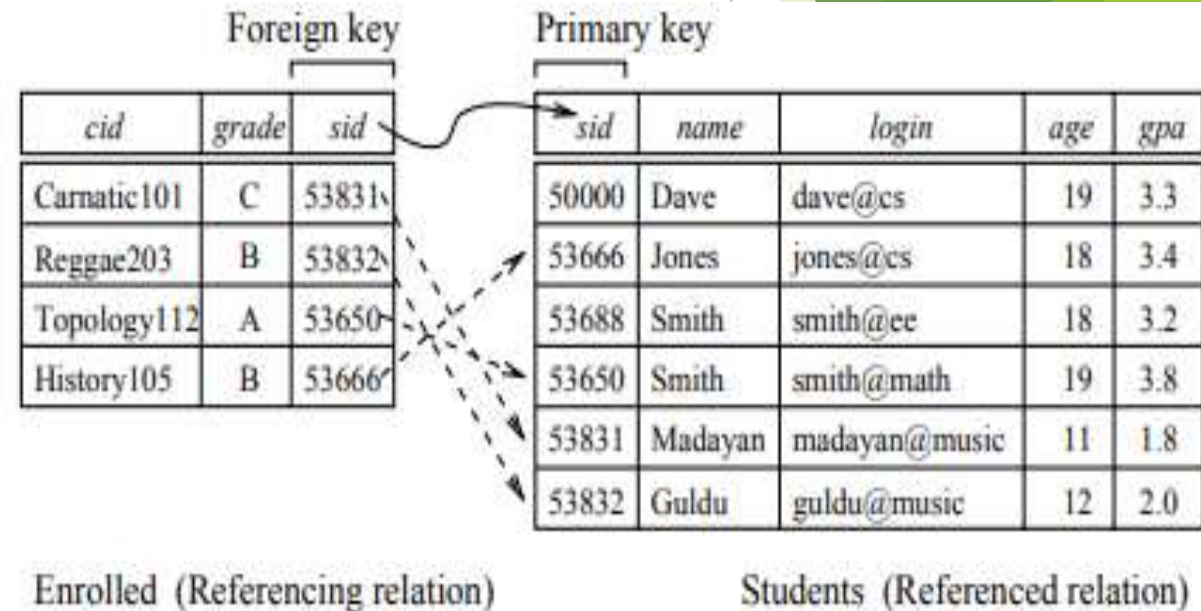 Foreign key
Primary key
cid grade sid
Carnatic101 C 53831
Reggae203 B 53832
Topology112 A 53650
History105 B 53666
sid name login age gpa
50000 Dave dave@cs 19 3.3
53666 Jones jones@cs 18 3.4
53688 Smith smith@ee 18 3.2
53650 Smith smith@math 19 3.8
53831 Madayan madayan@music 11 1.8
53832 Guldu guldu@music 12 2.0
Enrolled (Referencing relation)
Students (Referenced relation)